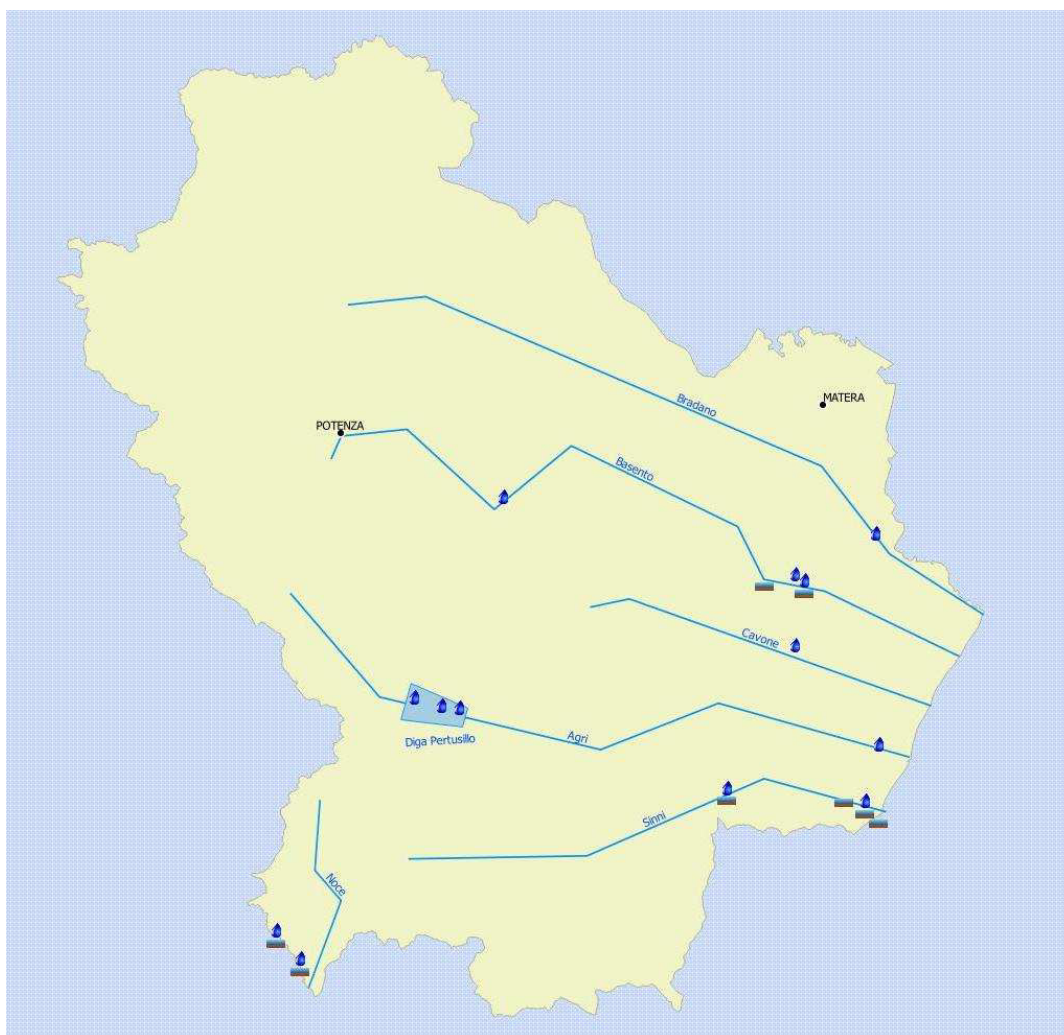 MATERA
Bradano
POTENZA
Basento
Cavone
Agri
Diga Pertusillo
Sinni
Noce